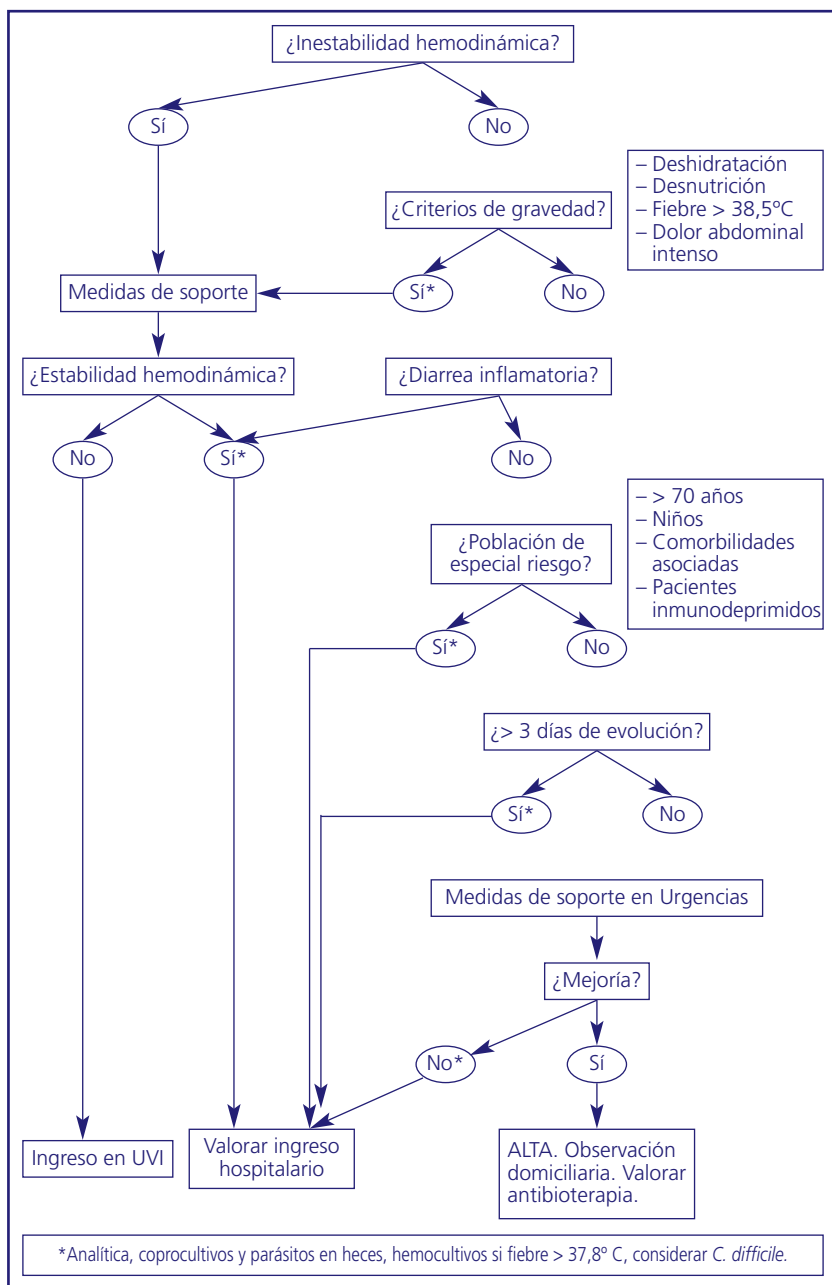 ¿Inestabilidad hemodinámica?
Sí
No
– Deshidratación
– Desnutrición
– Fiebre > 38,5ºC
– Dolor abdominal
intenso
¿Criterios de gravedad?
Medidas de soporte
Sí*
No
¿Estabilidad hemodinámica?
¿Diarrea inflamatoria?
No
Sí*
No
– > 70 años
– Niños
– Comorbilidades
asociadas
– Pacientes
inmunodeprimidos
¿Población de
especial riesgo?
Sí*
No
¿> 3 días de evolución?
Sí*
No
Medidas de soporte en Urgencias
¿Mejoría?
No*
Sí
Ingreso en UVI
Valorar ingreso
hospitalario
ALTA. Observación
domiciliaria. Valorar
antibioterapia.
*Analítica, coprocultivos y parásitos en heces, hemocultivos si fiebre > 37,8º C, considerar C. difficile.